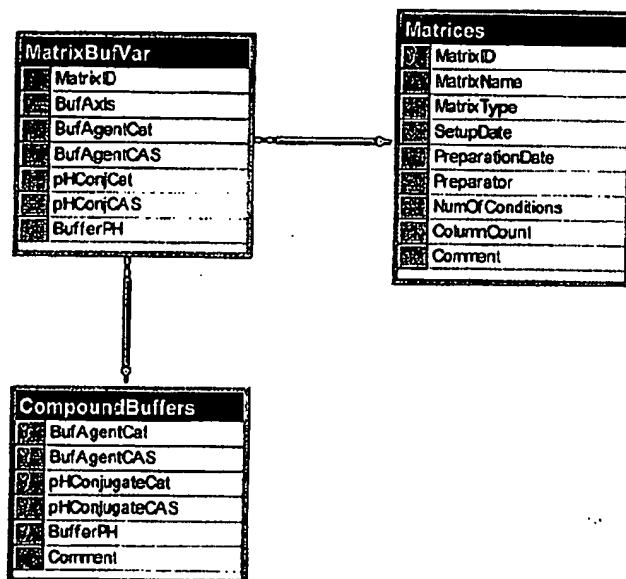 MatrixBufVar
MatrixID
BufAxis
BufAgentCat
BufAgentCAS
pHConjCat
pHConjCAS
BufferPH
Matrices
MatrixID
MatrixName
MatrixType
SetupDate
PreparationDate
Preparator
NumOfConditions
ColumnCount
Comment
CompoundBuffers
BufAgentCat
BufAgentCAS
pHConjugateCat
pHConjugateCAS
BufferPH
Comment